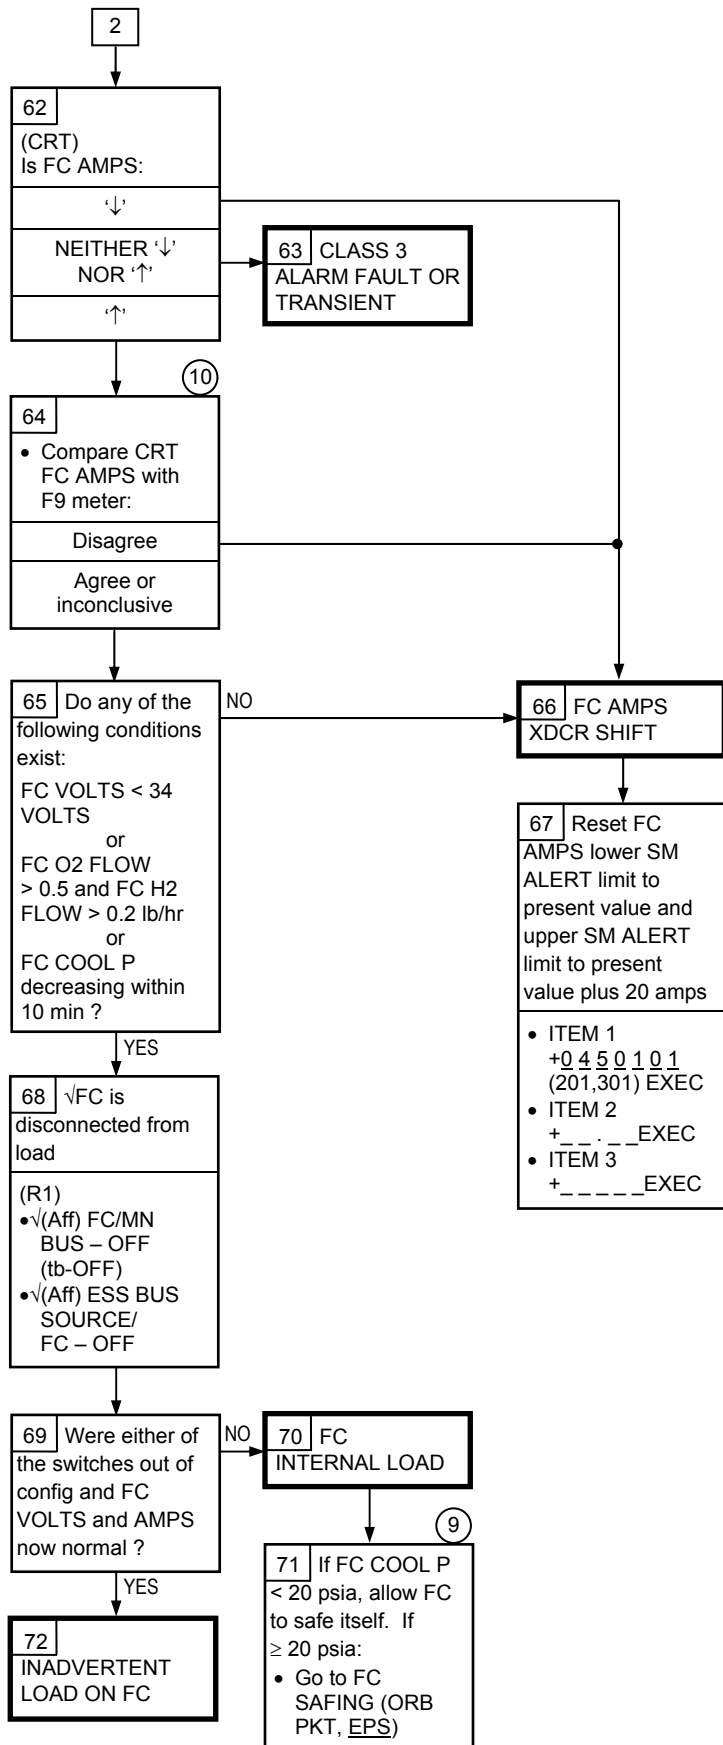 2
62
(CRT)
Is FC AMPS:
‘↓’
NEITHER ‘↓’
NOR ‘↑’
‘↑’
63 CLASS 3
ALARM FAULT OR
TRANSIENT
10
64
• Compare CRT
FC AMPS with
F9 meter:
Disagree
Agree or
inconclusive
65 Do any of the
following conditions
exist:
FC VOLTS < 34
VOLTS
or
FC O2 FLOW
> 0.5 and FC H2
FLOW > 0.2 lb/hr
or
FC COOL P
decreasing within
10 min ?
NO
YES
66 FC AMPS
XDCR SHIFT
67 Reset FC
AMPS lower SM
ALERT limit to
present value and
upper SM ALERT
limit to present
value plus 20 amps
• ITEM 1
+0 4 5 0 1 0 1
(201,301) EXEC
• ITEM 2
+_ _ . _ _EXEC
• ITEM 3
+_ _ _ _ _EXEC
68 √FC is
disconnected from
load
(R1)
•√(Aff) FC/MN
BUS – OFF
(tb-OFF)
•√(Aff) ESS BUS
SOURCE/
FC – OFF
69 Were either of
the switches out of
config and FC
VOLTS and AMPS
now normal ?
NO
YES
70 FC
INTERNAL LOAD
9
71 If FC COOL P
< 20 psia, allow FC
to safe itself. If
≥ 20 psia:
• Go to FC
SAFING (ORB
PKT, EPS)
72
INADVERTENT
LOAD ON FC